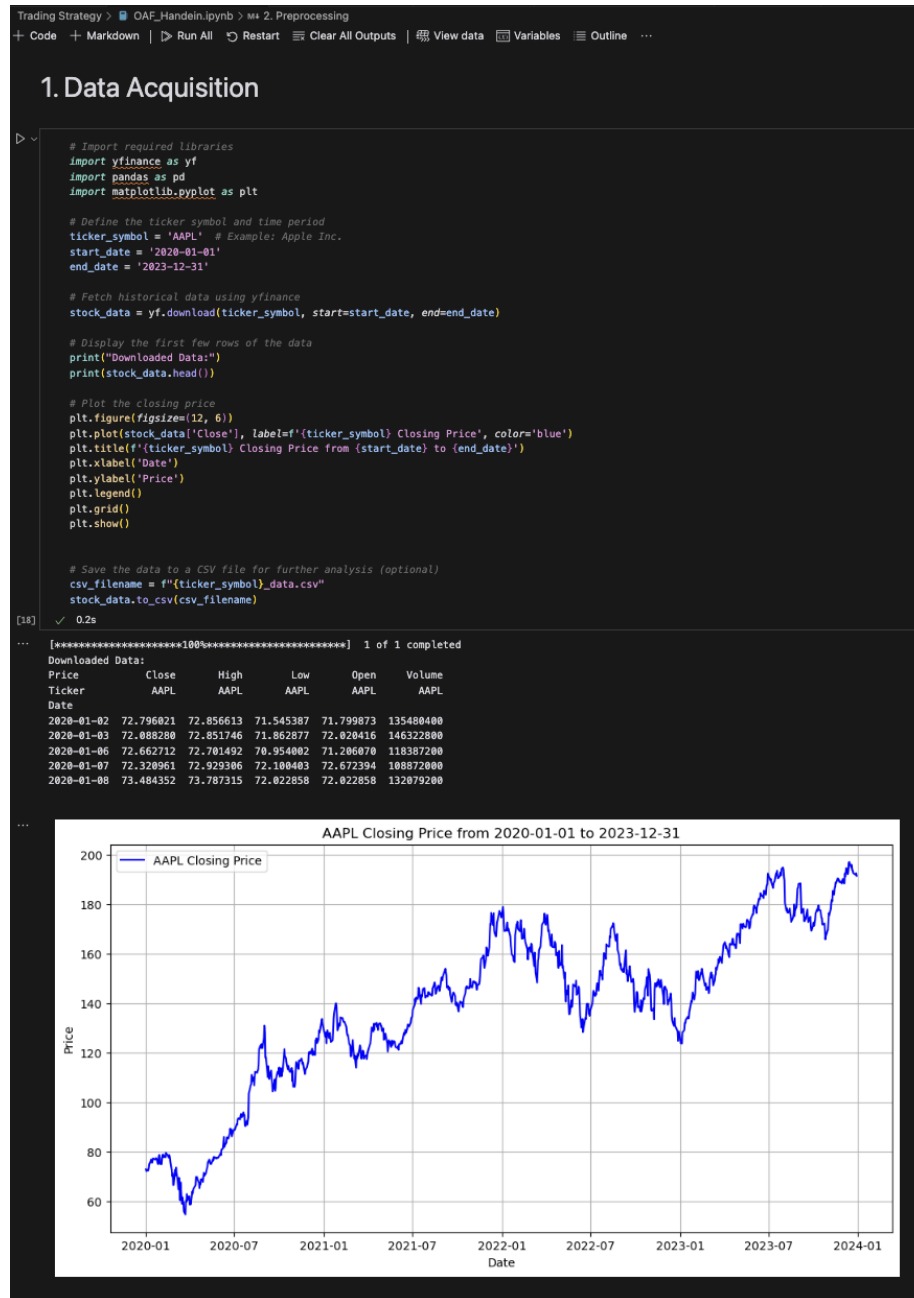 Trading Strategy > OAF_Handein.ipynb > M↓ 2. Preprocessing
+ Code + Markdown | Run All Restart Clear All Outputs | View data Variables Outline ...
1. Data Acquisition
# Import required libraries
import yfinance as yf
import pandas as pd
import matplotlib.pyplot as plt
# Define the ticker symbol and time period
ticker_symbol = 'AAPL' # Example: Apple Inc.
start_date = '2020-01-01'
end_date = '2023-12-31'
# Fetch historical data using yfinance
stock_data = yf.download(ticker_symbol, start=start_date, end=end_date)
# Display the first few rows of the data
print("Downloaded Data:")
print(stock_data.head())
# Plot the closing price
plt.figure(figsize=(12, 6))
plt.plot(stock_data['Close'], label=f'{ticker_symbol} Closing Price', color='blue')
plt.title(f'{ticker_symbol} Closing Price from {start_date} to {end_date}')
plt.xlabel('Date')
plt.ylabel('Price')
plt.legend()
plt.grid()
plt.show()
# Save the data to a CSV file for further analysis (optional)
csv_filename = f"{ticker_symbol}_data.csv"
stock_data.to_csv(csv_filename)
[18] ✓ 0.2s
... [*********************100%***********************] 1 of 1 completed
Downloaded Data:
Price Close High Low Open Volume
Ticker AAPL AAPL AAPL AAPL AAPL
Date
2020-01-02 72.796021 72.856613 71.545387 71.799873 135480400
2020-01-03 72.088280 72.851746 71.862877 72.020416 146322800
2020-01-06 72.662712 72.701492 70.954002 71.206070 118387200
2020-01-07 72.320961 72.929306 72.100403 72.672394 108872000
2020-01-08 73.484352 73.787315 72.022858 72.022858 132079200
...
AAPL Closing Price from 2020-01-01 to 2023-12-31
AAPL Closing Price
200
180
160
140
120
100
80
60
Price
2020-01 2020-07 2021-01 2021-07 2022-01 2022-07 2023-01 2023-07 2024-01
Date